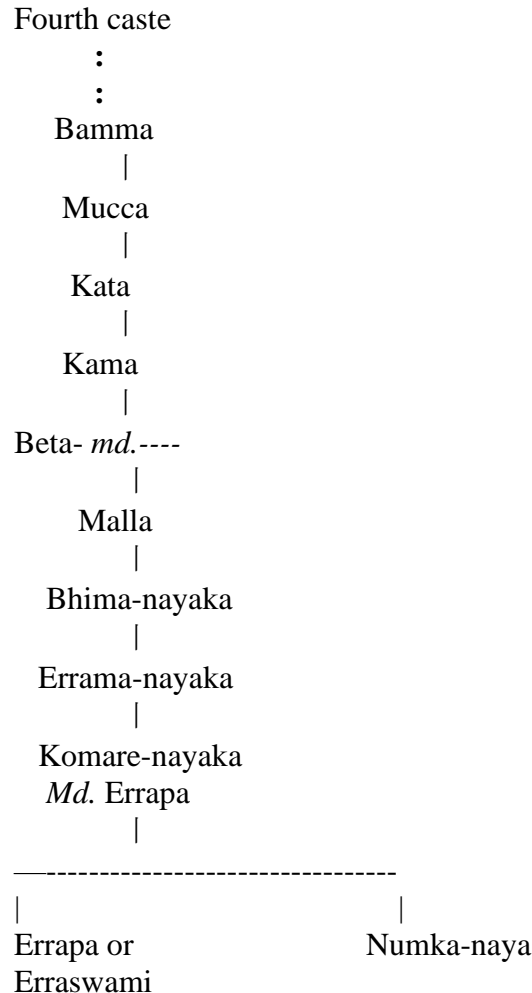 Fourth caste
:
:
Bamma
|
Mucca
|
Kata
|
Kama
|
Beta- md.----
|
Malla
|
Bhima-nayaka
|
Errama-nayaka
|
Komare-nayaka
Md. Errapa
|
—---------------------------------
| |
Errapa or Numka-naya
Erraswami